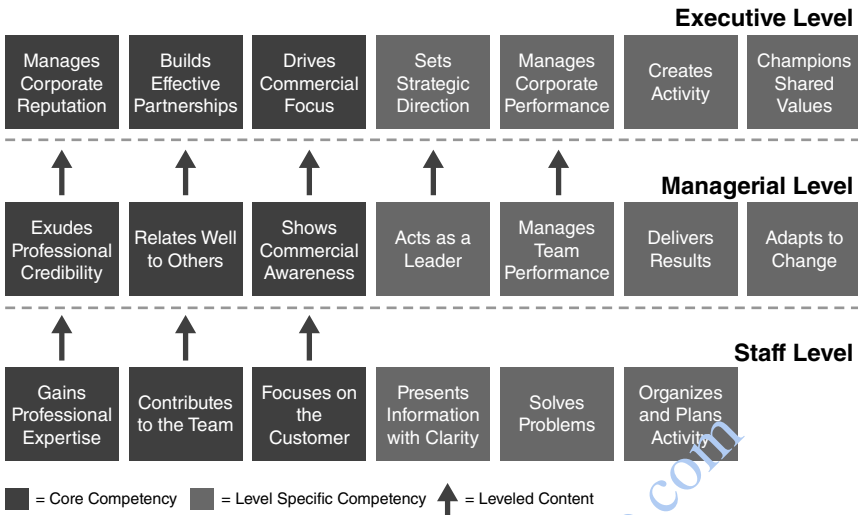 Executive Level
Manages
Corporate
Reputation
Builds
Effective
Partnerships
Drives
Commercial
Focus
Sets
Strategic
Direction
Manages
Corporate
Performance
Creates
Activity
Champions
Shared
Values
Managerial Level
Exudes
Professional
Credibility
Relates Well
to Others
Shows
Commercial
Awareness
Acts as a
Leader
Manages
Team
Performance
Delivers
Results
Adapts to
Change
Staff Level
Gains
Professional
Expertise
Contributes
to the Team
Focuses on
the
Customer
Presents
Information
with Clarity
Solves
Problems
Organizes
and Plans
Activity
= Core Competency
= Level Specific Competency
= Leveled Content
.com